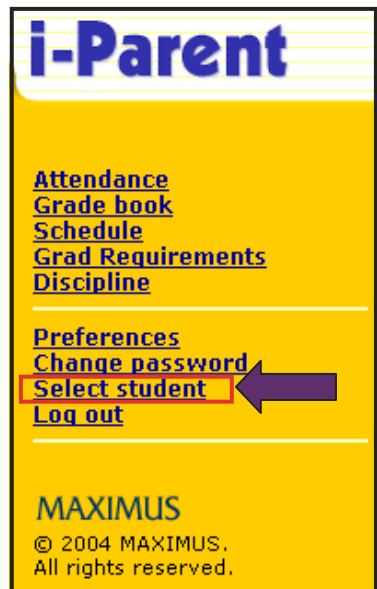 i-Parent
Attendance
Grade book
Schedule
Grad Requirements
Discipline
Preferences
Change password
Select student
Log out
MAXIMUS
© 2004 MAXIMUS.
All rights reserved.